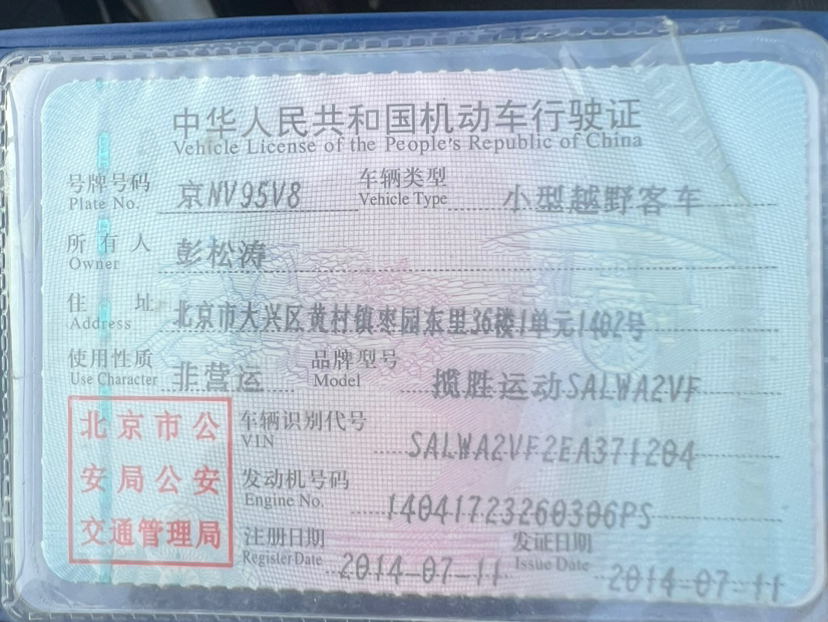 中华人民共和国机动车行驶证
Vehicle License of the People's Republic of China
号牌号码 京NV95V8 车辆类型 小型越野客车
Plate No. Vehicle Type
所有人 彭松涛
Owner
住址 北京市大兴区黄村镇枣园东里36楼1单元1402号
Address
使用性质 非营运 品牌型号 揽胜运动SALWA2VF
Use Character Model
北京市公安局公安交通管理局
车辆识别代号 SALWA2VF2EA371204
VIN
发动机号码 14041723260306PS
Engine No.
注册日期 2014-07-11 发证日期 2014-07-11
Register Date Issue Date